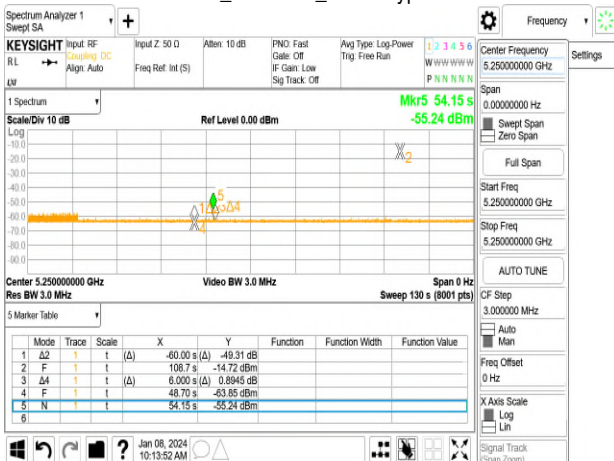 Spectrum Analyzer 1
Swept SA
+
Frequency
KEYSIGHT
RL
Input: RF
Coupling: DC
Align: Auto
Input Z: 50 Ω
Freq Ref: Int (S)
Atten: 10 dB
PNO: Fast
Gate: Off
IF Gain: Low
Sig Track: Off
Avg Type: Log-Power
Trig: Free Run
1 2 3 4 5 6
W W W W W W
P N N N N N
Center Frequency
5.250000000 GHz
Settings
Span
0.00000000 Hz
Swept Span
Zero Span
Full Span
Start Freq
5.250000000 GHz
Stop Freq
5.250000000 GHz
AUTO TUNE
CF Step
3.000000 MHz
Auto
Man
Freq Offset
0 Hz
X Axis Scale
Log
Lin
Signal Track
(Span Zoom)
1 Spectrum
Mkr5 54.15 s
-55.24 dBm
Scale/Div 10 dB
Ref Level 0.00 dBm
Log
-10.0
-20.0
-30.0
-40.0
-50.0
-60.0
-70.0
-80.0
-90.0
2
5
4
Center 5.250000000 GHz
Video BW 3.0 MHz
Span 0 Hz
Res BW 3.0 MHz
Sweep 130 s (8001 pts)
5 Marker Table
Mode Trace Scale X Y Function Function Width Function Value
1 Δ2 1 t (Δ) -60.00 s (Δ) -49.31 dB
2 F 1 t 108.7 s -14.72 dBm
3 Δ4 1 t (Δ) 6.000 s (Δ) 0.8945 dB
4 F 1 t 48.70 s -63.85 dBm
5 N 1 t 54.15 s -55.24 dBm
6
?
Jan 08, 2024
10:13:52 AM